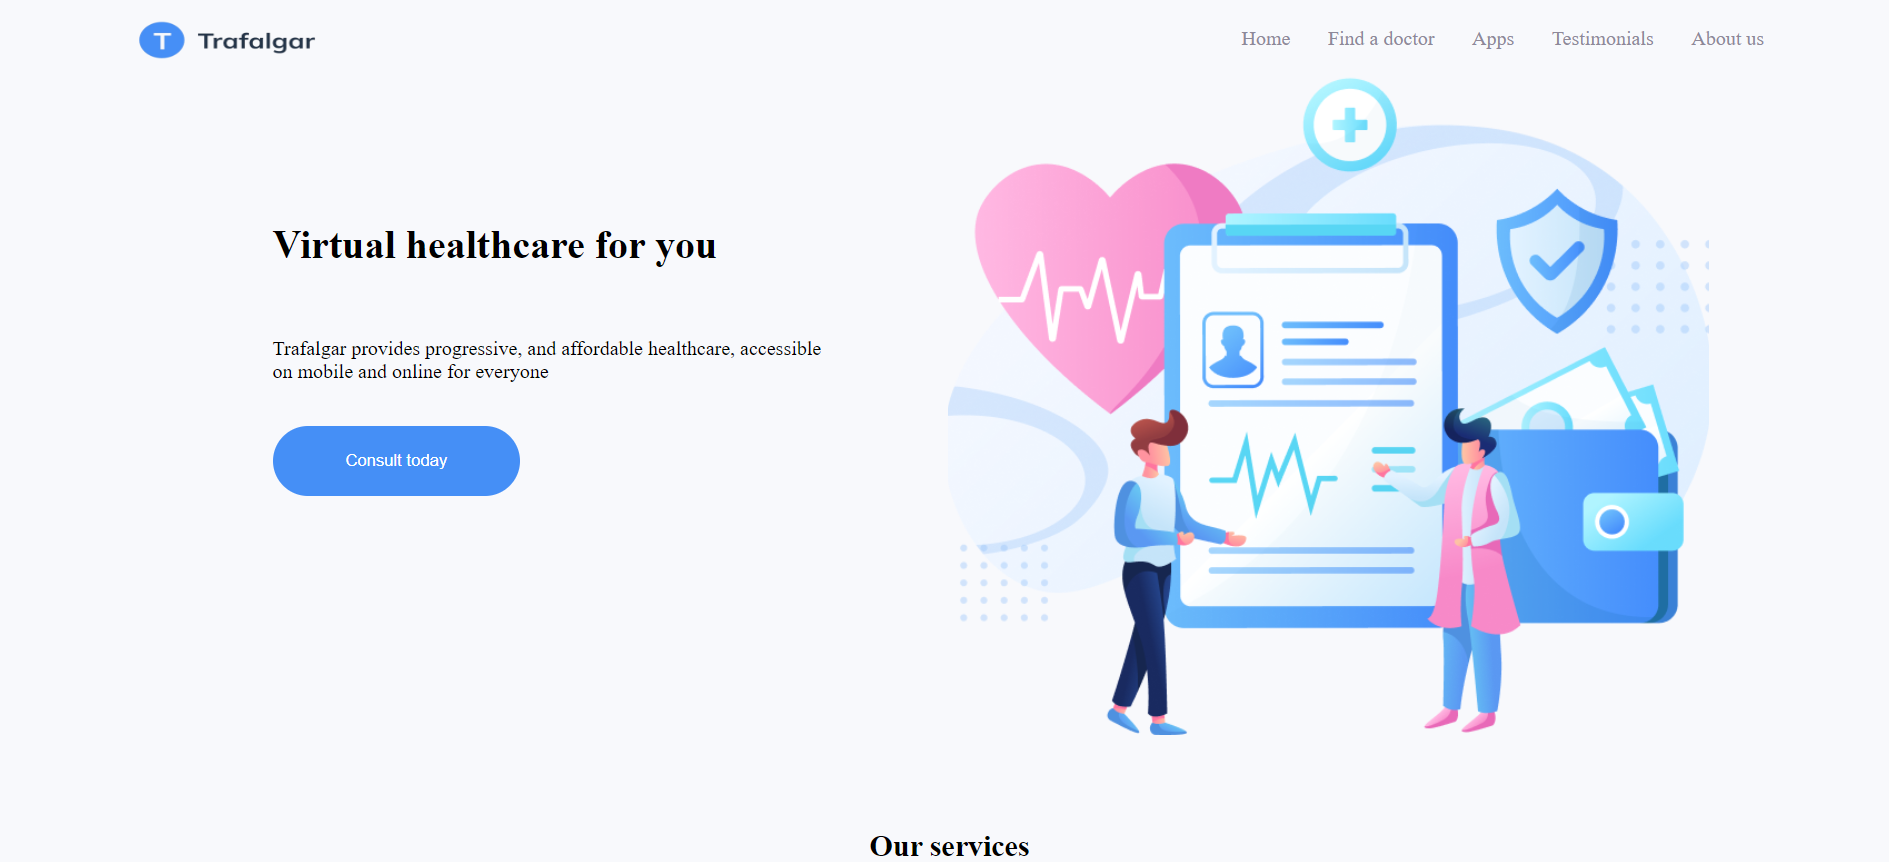 T Trafalgar
Home Find a doctor Apps Testimonials About us
Virtual healthcare for you
Trafalgar provides progressive, and affordable healthcare, accessible
on mobile and online for everyone
Consult today
Our services